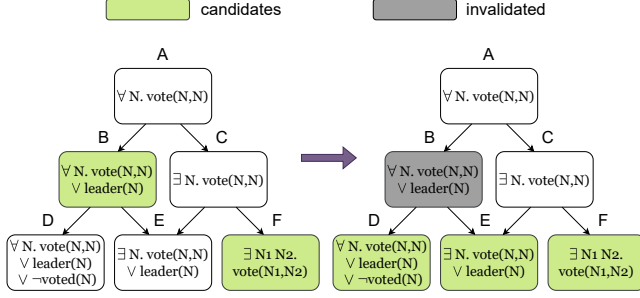 candidates
invalidated
A
∀ N. vote(N,N)
B
C
∀ N. vote(N,N)
∨ leader(N)
∃ N. vote(N,N)
D
E
F
∀ N. vote(N,N)
∨ leader(N)
∨ ¬voted(N)
∃ N. vote(N,N)
∨ leader(N)
∃ N1 N2.
vote(N1,N2)
A
∀ N. vote(N,N)
B
C
∀ N. vote(N,N)
∨ leader(N)
∃ N. vote(N,N)
D
E
F
∀ N. vote(N,N)
∨ leader(N)
∨ ¬voted(N)
∃ N. vote(N,N)
∨ leader(N)
∃ N1 N2.
vote(N1,N2)